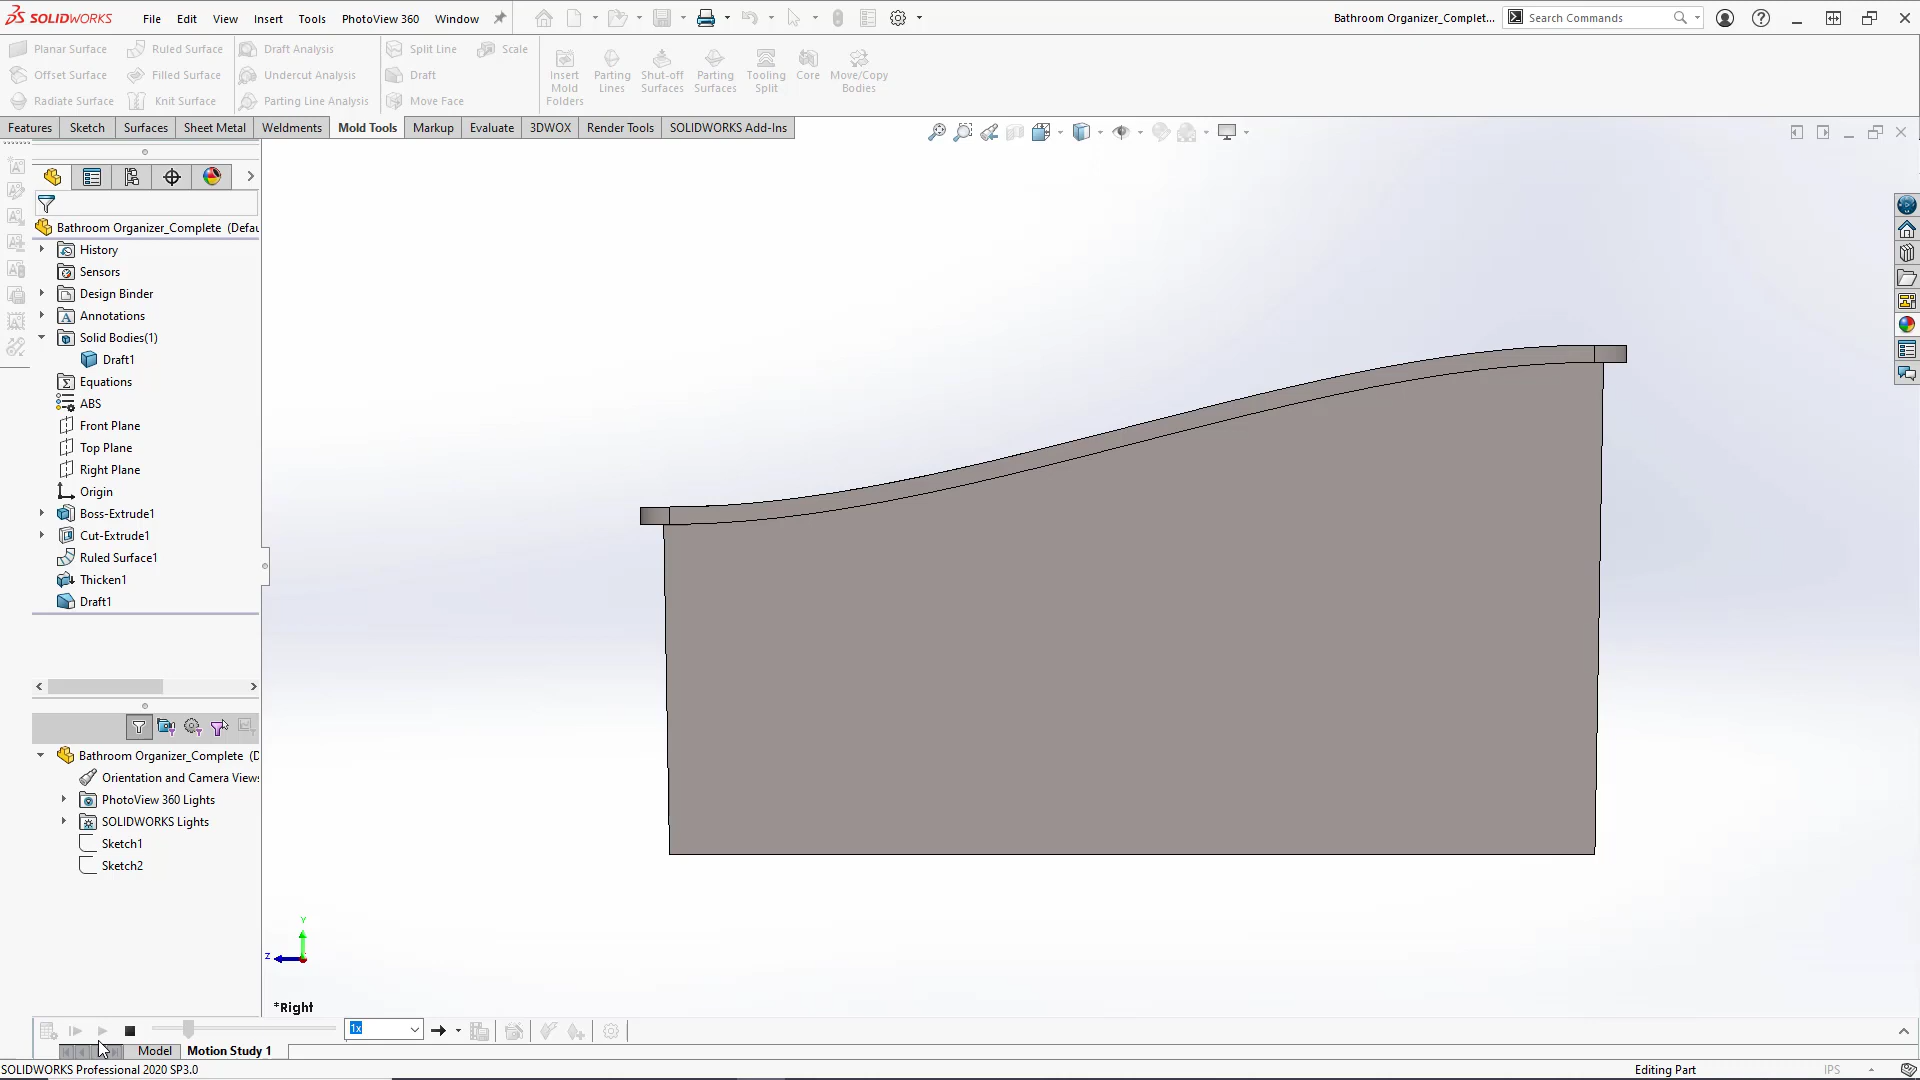 SOLIDWORKS File Edit View Insert Tools PhotoView 360 Window Bathroom Organizer_Complet... Search Commands
Planar Surface Ruled Surface Draft Analysis Split Line Scale
Offset Surface Filled Surface Undercut Analysis Draft
Radiate Surface Knit Surface Parting Line Analysis Move Face
Insert Mold Folders Parting Lines Shut-off Surfaces Parting Surfaces Tooling Split Core Move/Copy Bodies
Features Sketch Surfaces Sheet Metal Weldments Mold Tools Markup Evaluate 3DWOX Render Tools SOLIDWORKS Add-Ins
Bathroom Organizer_Complete (Defau
History
Sensors
Design Binder
Annotations
Solid Bodies(1)
Draft1
Equations
ABS
Front Plane
Top Plane
Right Plane
Origin
Boss-Extrude1
Cut-Extrude1
Ruled Surface1
Thicken1
Draft1
Bathroom Organizer_Complete (D
Orientation and Camera Views
PhotoView 360 Lights
SOLIDWORKS Lights
Sketch1
Sketch2
Y
Z
*Right
1x
Model Motion Study 1
SOLIDWORKS Professional 2020 SP3.0 Editing Part IPS